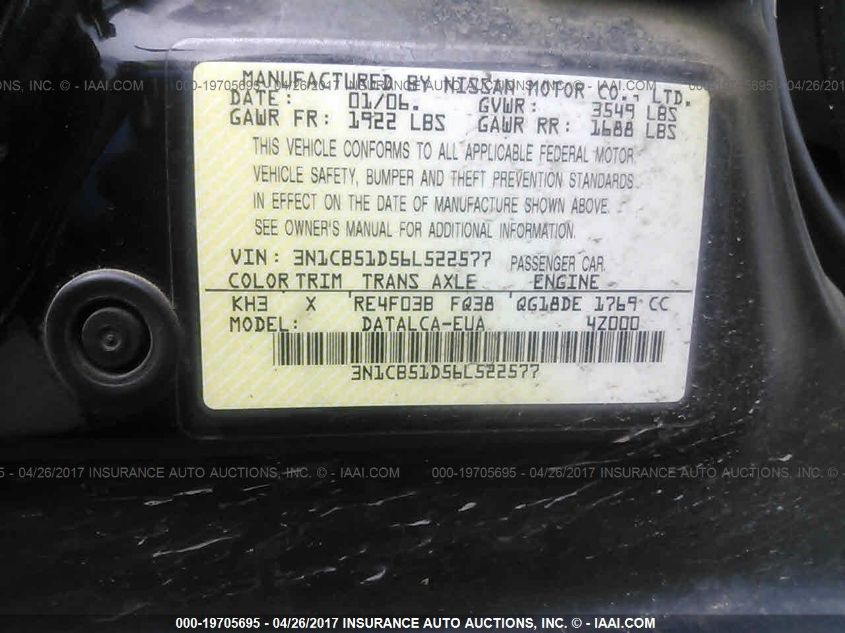 MANUFACTURED BY NISSAN MOTOR CO., LTD.
DATE: 01/06. GVWR: 3549 LBS
GAWR FR: 1922 LBS GAWR RR: 1688 LBS
THIS VEHICLE CONFORMS TO ALL APPLICABLE FEDERAL MOTOR
VEHICLE SAFETY, BUMPER AND THEFT PREVENTION STANDARDS
IN EFFECT ON THE DATE OF MANUFACTURE SHOWN ABOVE.
SEE OWNER'S MANUAL FOR ADDITIONAL INFORMATION.
VIN: 3N1CB51D56L522577 PASSENGER CAR
COLOR TRIM TRANS AXLE ENGINE
KH3 X RE4F03B FQ38 QG18DE 1769 CC
MODEL: DATALCA-EUA 4Z000
3N1CB51D56L522577
000-19705695 - 04/26/2017 INSURANCE AUTO AUCTIONS, INC. © - IAAI.COM